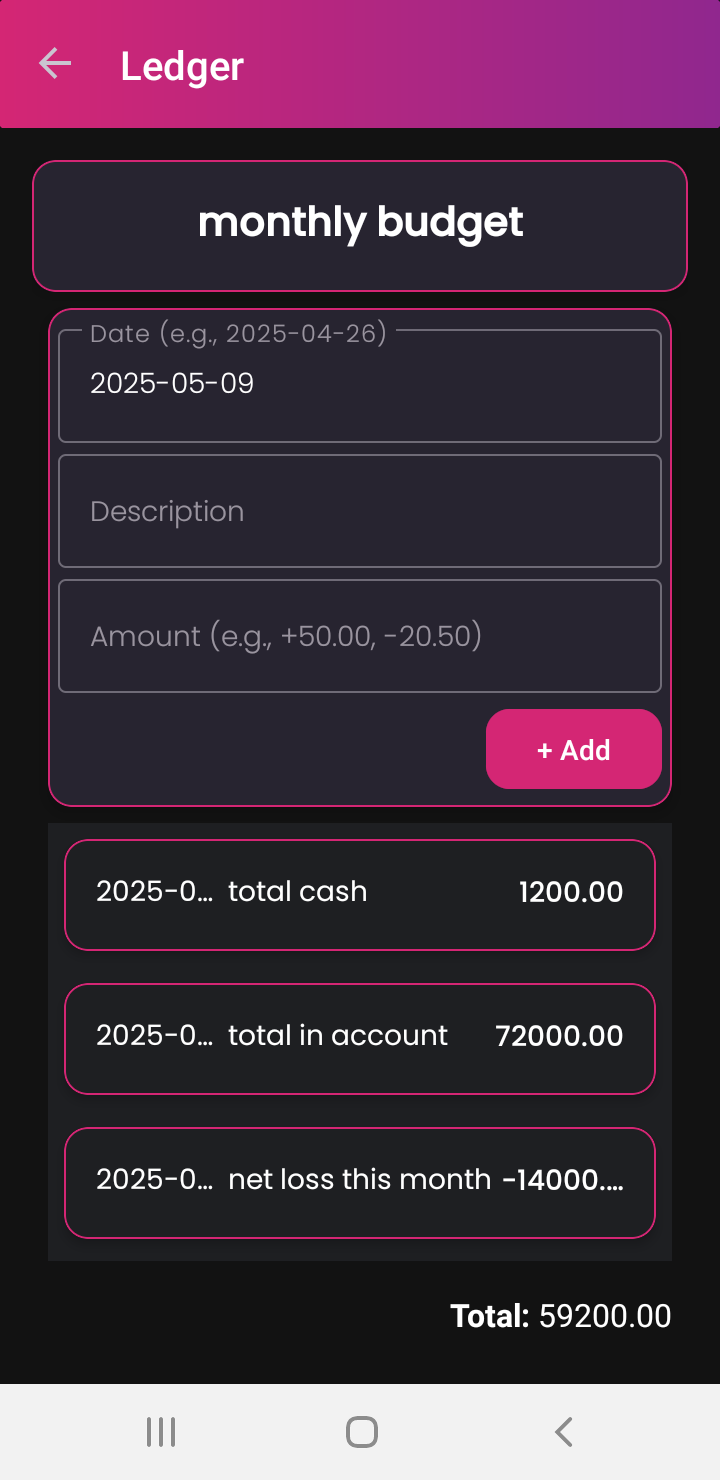 Ledger
monthly budget
Date (e.g., 2025-04-26)
2025-05-09
Description
Amount (e.g., +50.00, -20.50)
+ Add
2025-0... total cash 1200.00
2025-0... total in account 72000.00
2025-0... net loss this month -14000....
Total: 59200.00